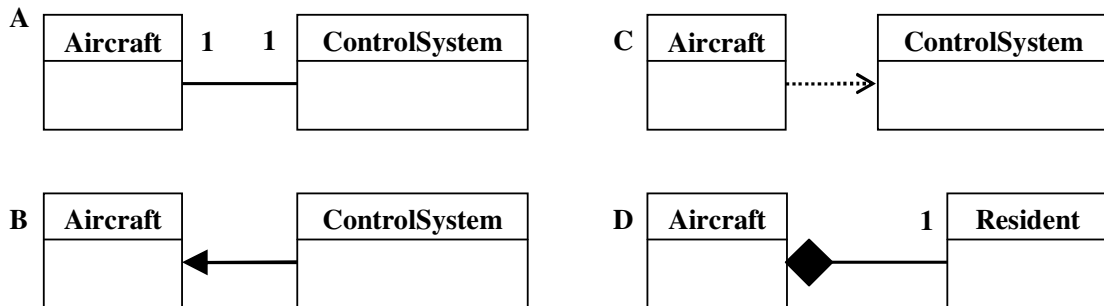 A
Aircraft 1 1 ControlSystem
C
Aircraft ControlSystem
B
Aircraft ControlSystem
D
Aircraft 1 Resident